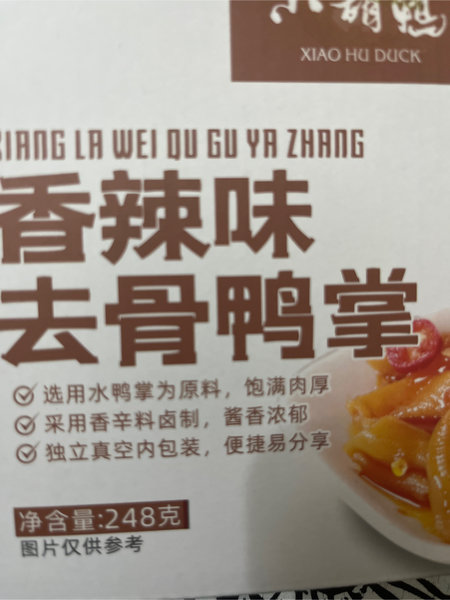 小胡鸭
XIAO HU DUCK
XIANG LA WEI QU GU YA ZHANG
香辣味
去骨鸭掌
选用水鸭掌为原料，饱满肉厚
采用香辛料卤制，酱香浓郁
独立真空内包装，便捷易分享
净含量:248克
图片仅供参考